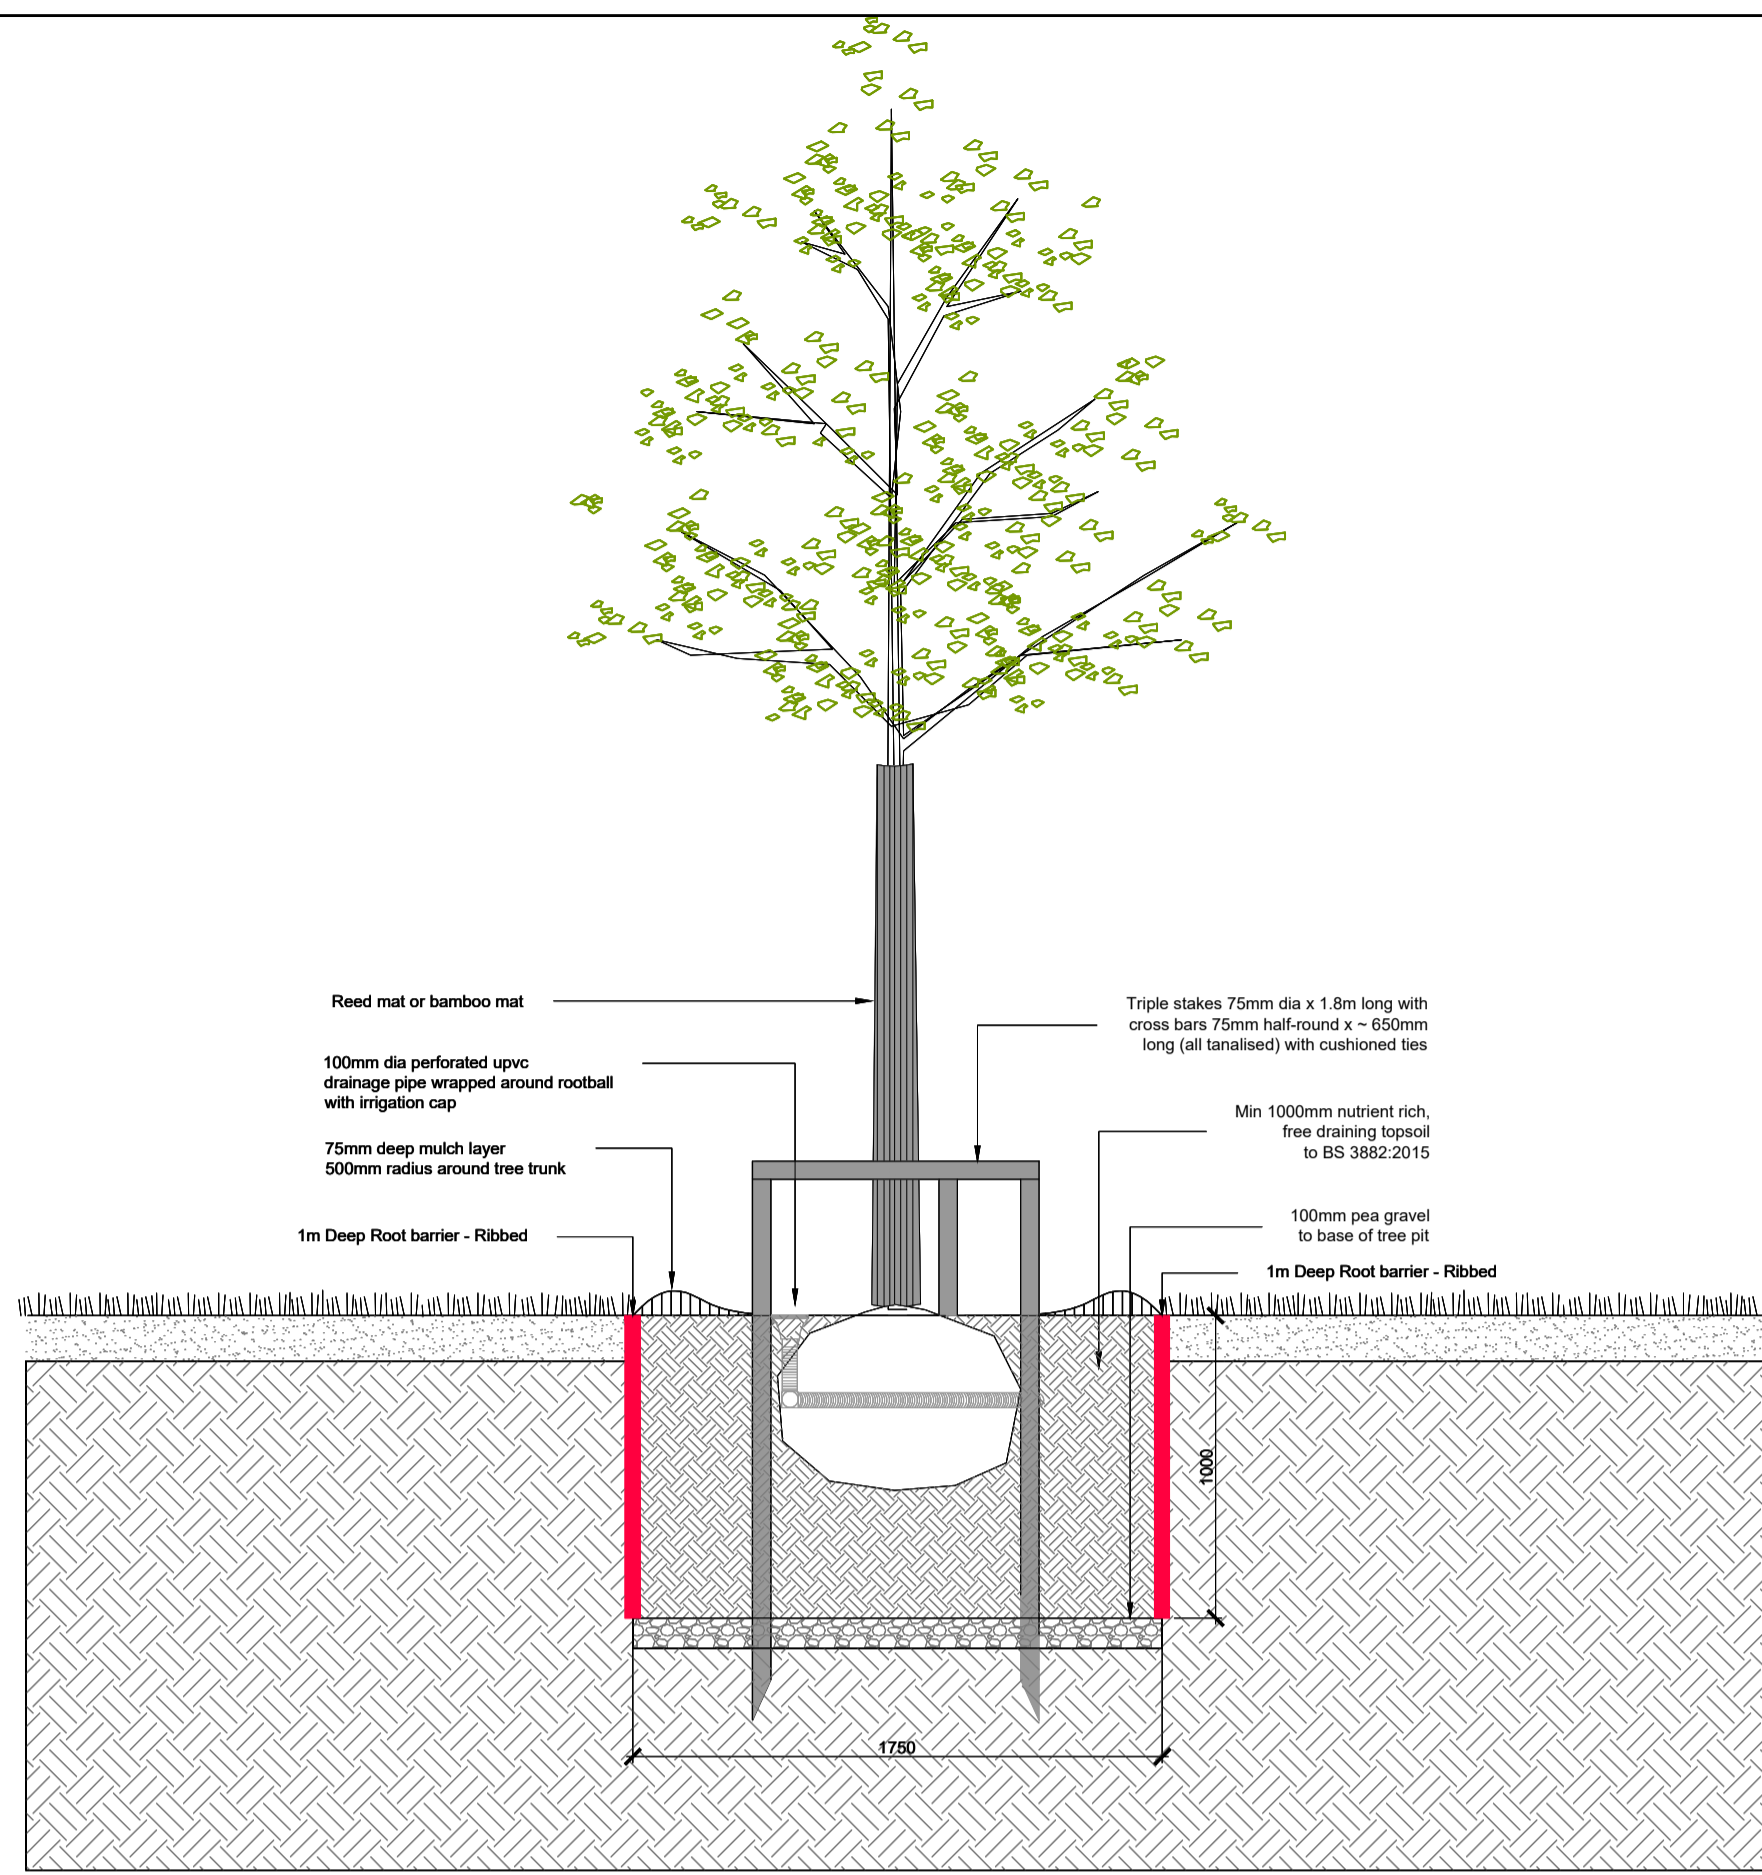 Reed mat or bamboo mat
100mm dia perforated upvc
drainage pipe wrapped around rootball
with irrigation cap
75mm deep mulch layer
500mm radius around tree trunk
1m Deep Root barrier - Ribbed
Triple stakes 75mm dia x 1.8m long with
cross bars 75mm half-round x ~ 650mm
long (all tanalised) with cushioned ties
Min 1000mm nutrient rich,
free draining topsoil
to BS 3882:2015
100mm pea gravel
to base of tree pit
1m Deep Root barrier - Ribbed
1000
1750